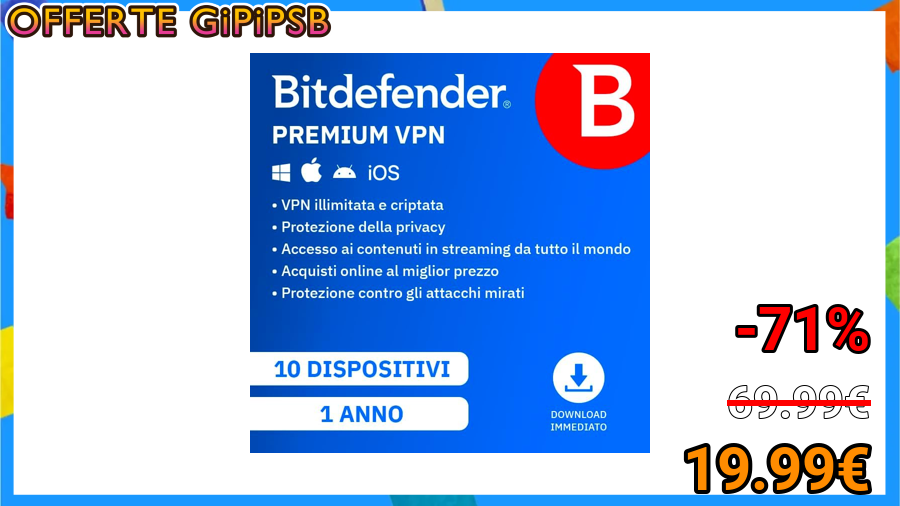 OFFERTE GiPiPSB
Bitdefender®
B
PREMIUM VPN
iOS
• VPN illimitata e criptata
• Protezione della privacy
• Accesso ai contenuti in streaming da tutto il mondo
• Acquisti online al miglior prezzo
• Protezione contro gli attacchi mirati
10 DISPOSITIVI
1 ANNO
DOWNLOAD
IMMEDIATO
-71%
69.99€
19.99€